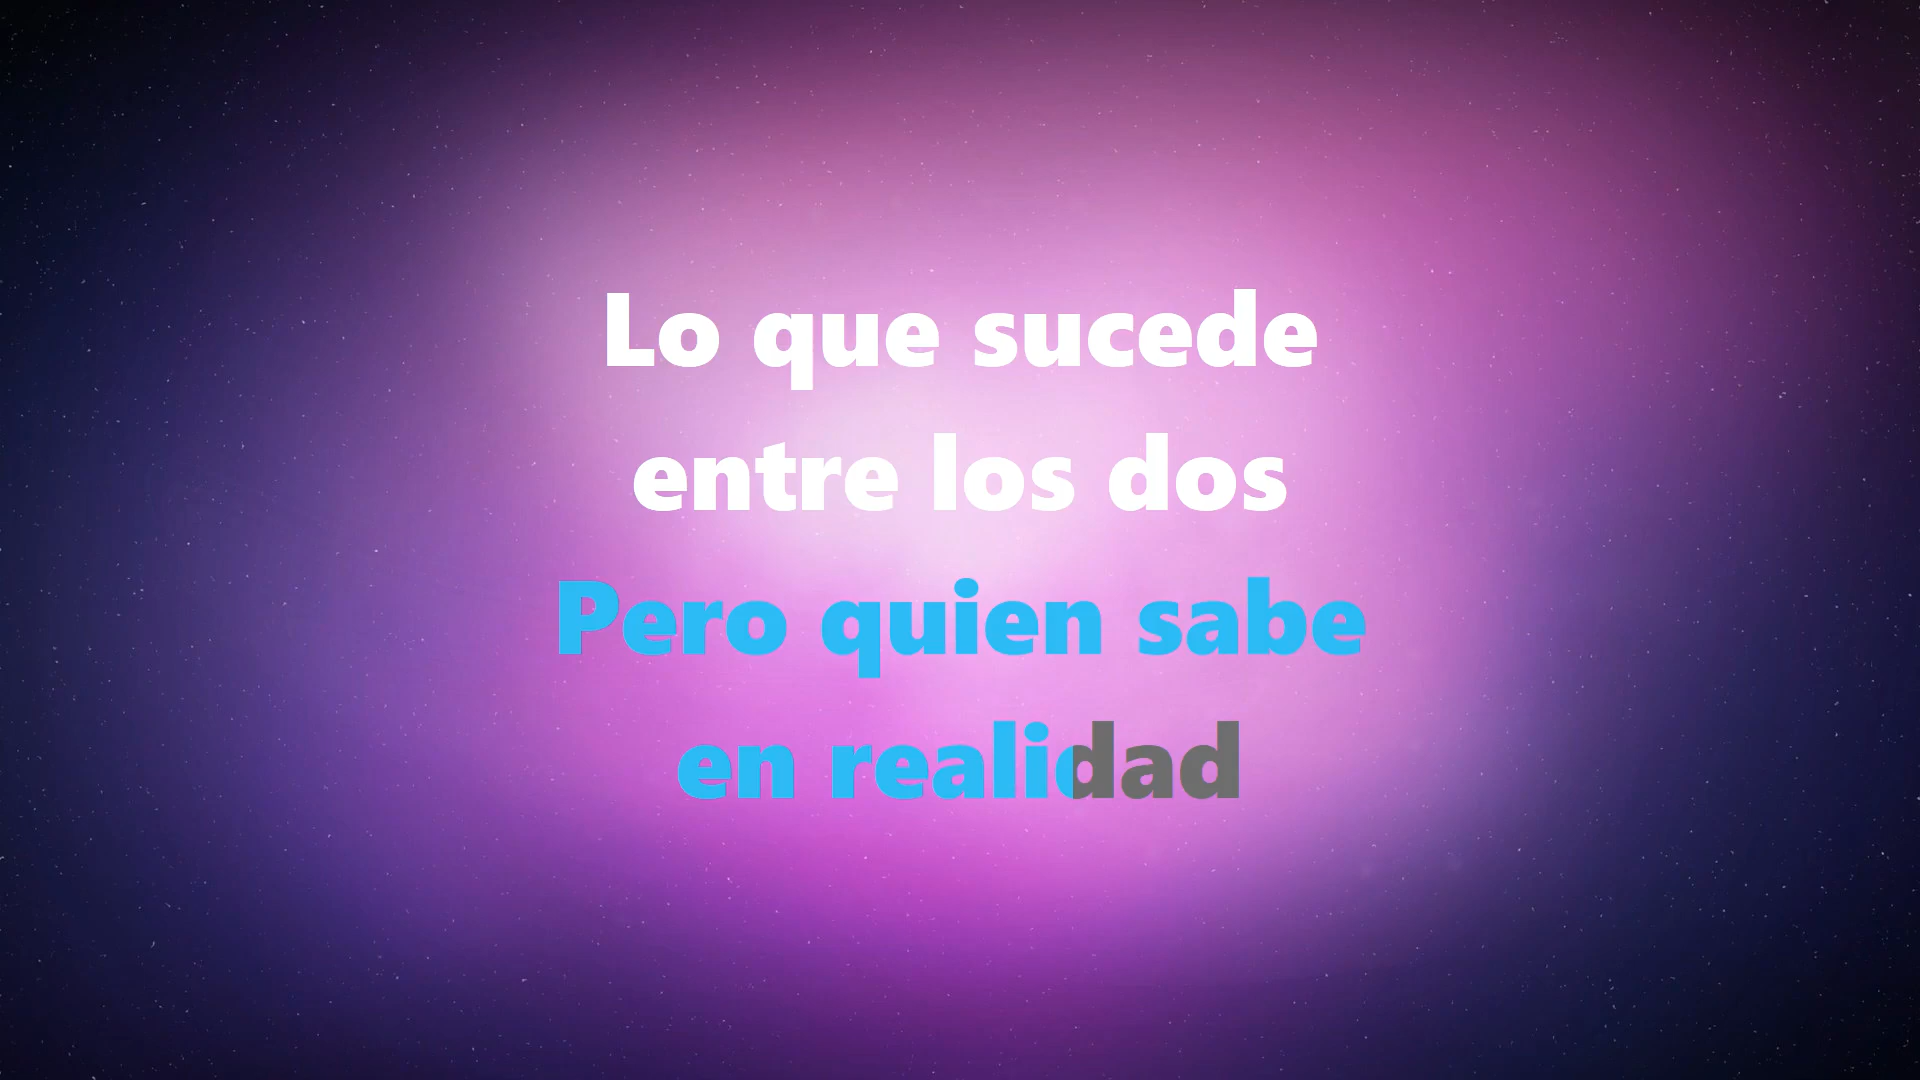 Lo que sucede
entre los dos
Pero quien sabe
en realidad